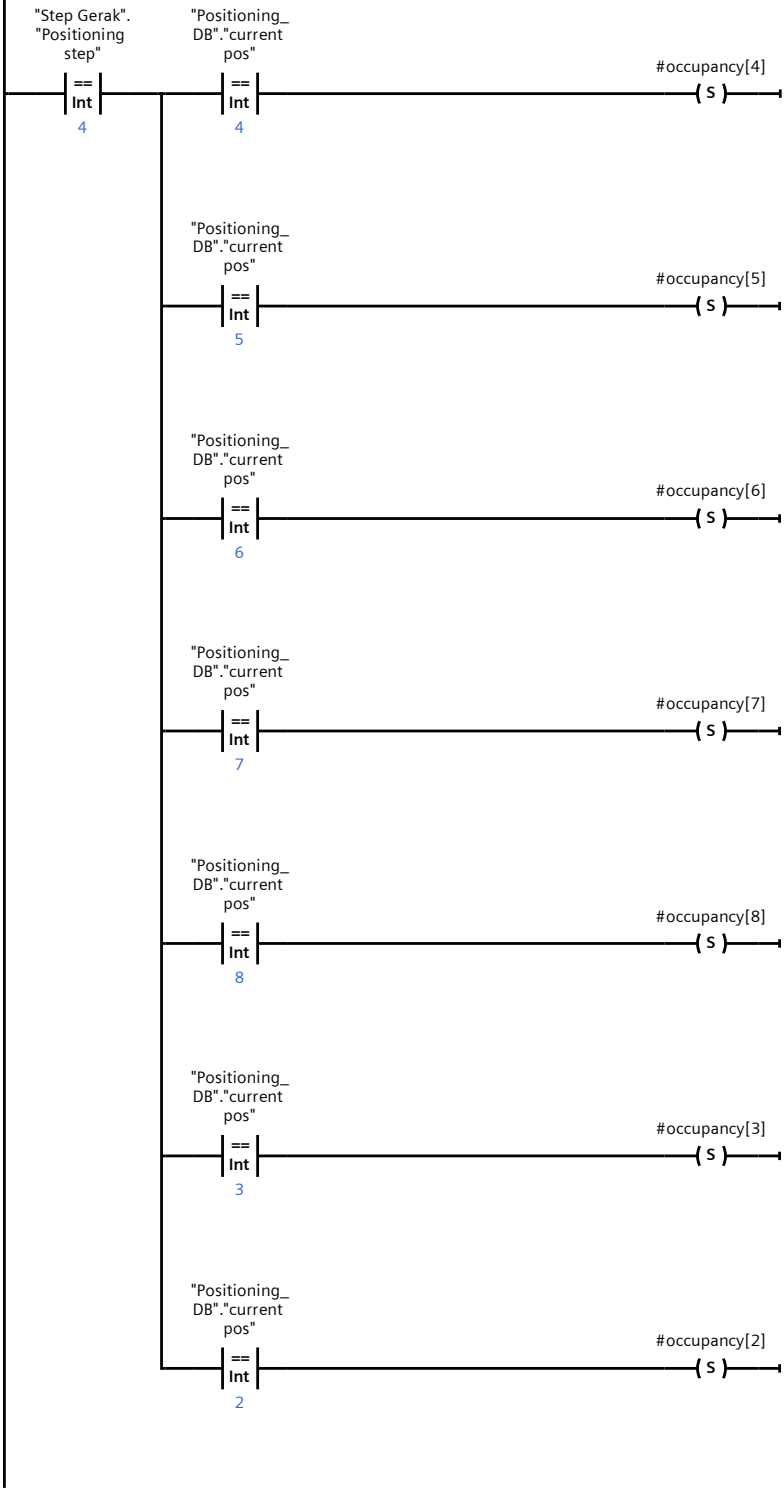 "Step Gerak".
"Positioning
step"
==
Int
4
"Positioning_
DB"."current
pos"
==
Int
4
#occupancy[4]
S
"Positioning_
DB"."current
pos"
==
Int
5
#occupancy[5]
S
"Positioning_
DB"."current
pos"
==
Int
6
#occupancy[6]
S
"Positioning_
DB"."current
pos"
==
Int
7
#occupancy[7]
S
"Positioning_
DB"."current
pos"
==
Int
8
#occupancy[8]
S
"Positioning_
DB"."current
pos"
==
Int
3
#occupancy[3]
S
"Positioning_
DB"."current
pos"
==
Int
2
#occupancy[2]
S